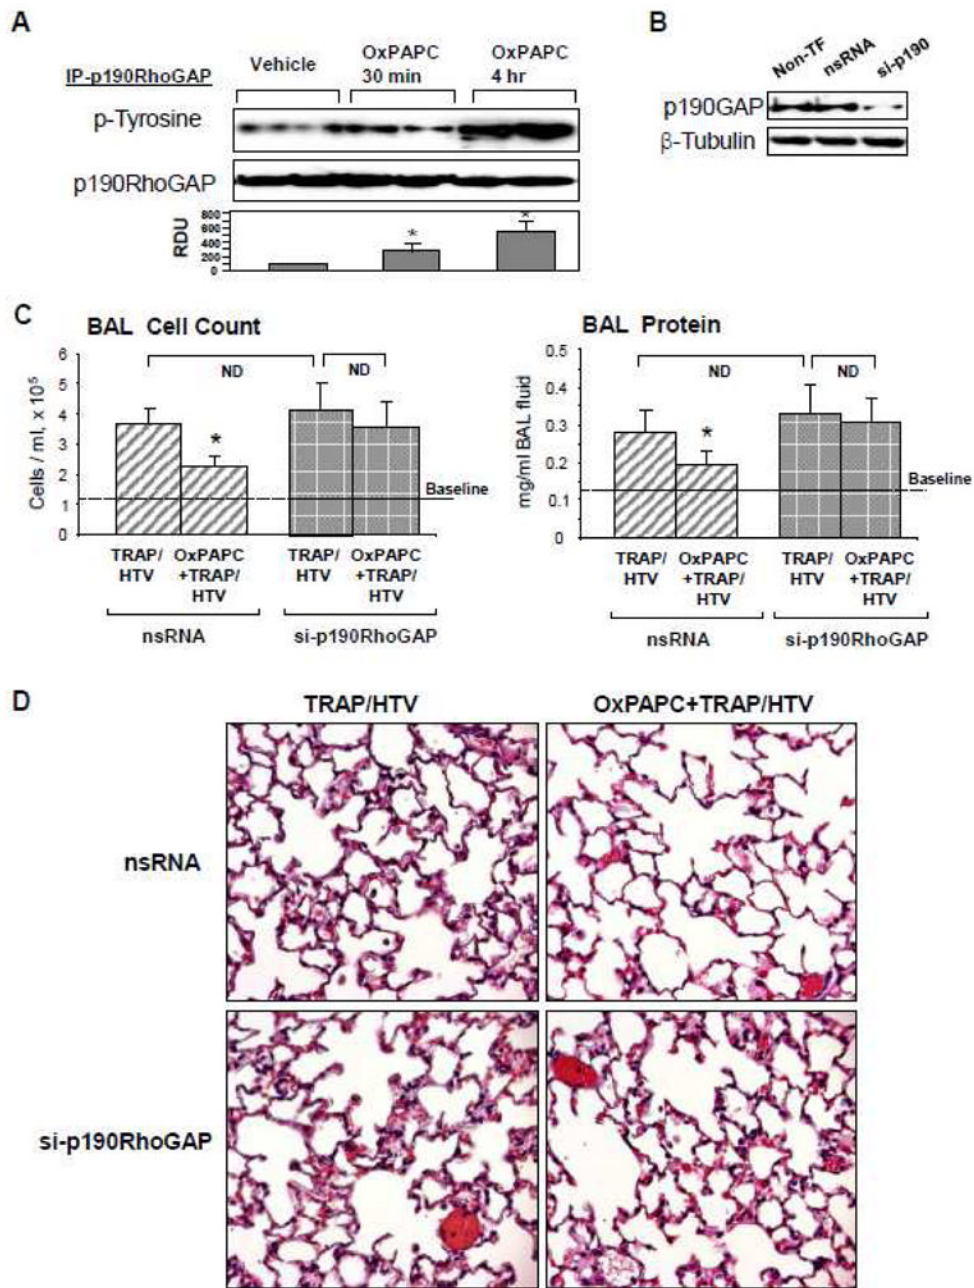 A
IP-p190RhoGAP
Vehicle
OxPAPC
30 min
OxPAPC
4 hr
p-Tyrosine
p190RhoGAP
RDU
800
600
400
200
0
*
*
B
Non-TF
nsRNA
si-p190
p190GAP
β-Tubulin
C
BAL Cell Count
Cells / ml, x 10⁵
6
5
4
3
2
1
0
ND
ND
*
Baseline
TRAP/
HTV
OxPAPC
+TRAP/
HTV
TRAP/
HTV
OxPAPC
+TRAP/
HTV
nsRNA
si-p190RhoGAP
BAL Protein
mg/ml BAL fluid
0.5
0.4
0.3
0.2
0.1
0
ND
ND
*
Baseline
TRAP/
HTV
OxPAPC
+TRAP/
HTV
TRAP/
HTV
OxPAPC
+TRAP/
HTV
nsRNA
si-p190RhoGAP
D
TRAP/HTV
OxPAPC+TRAP/HTV
nsRNA
si-p190RhoGAP